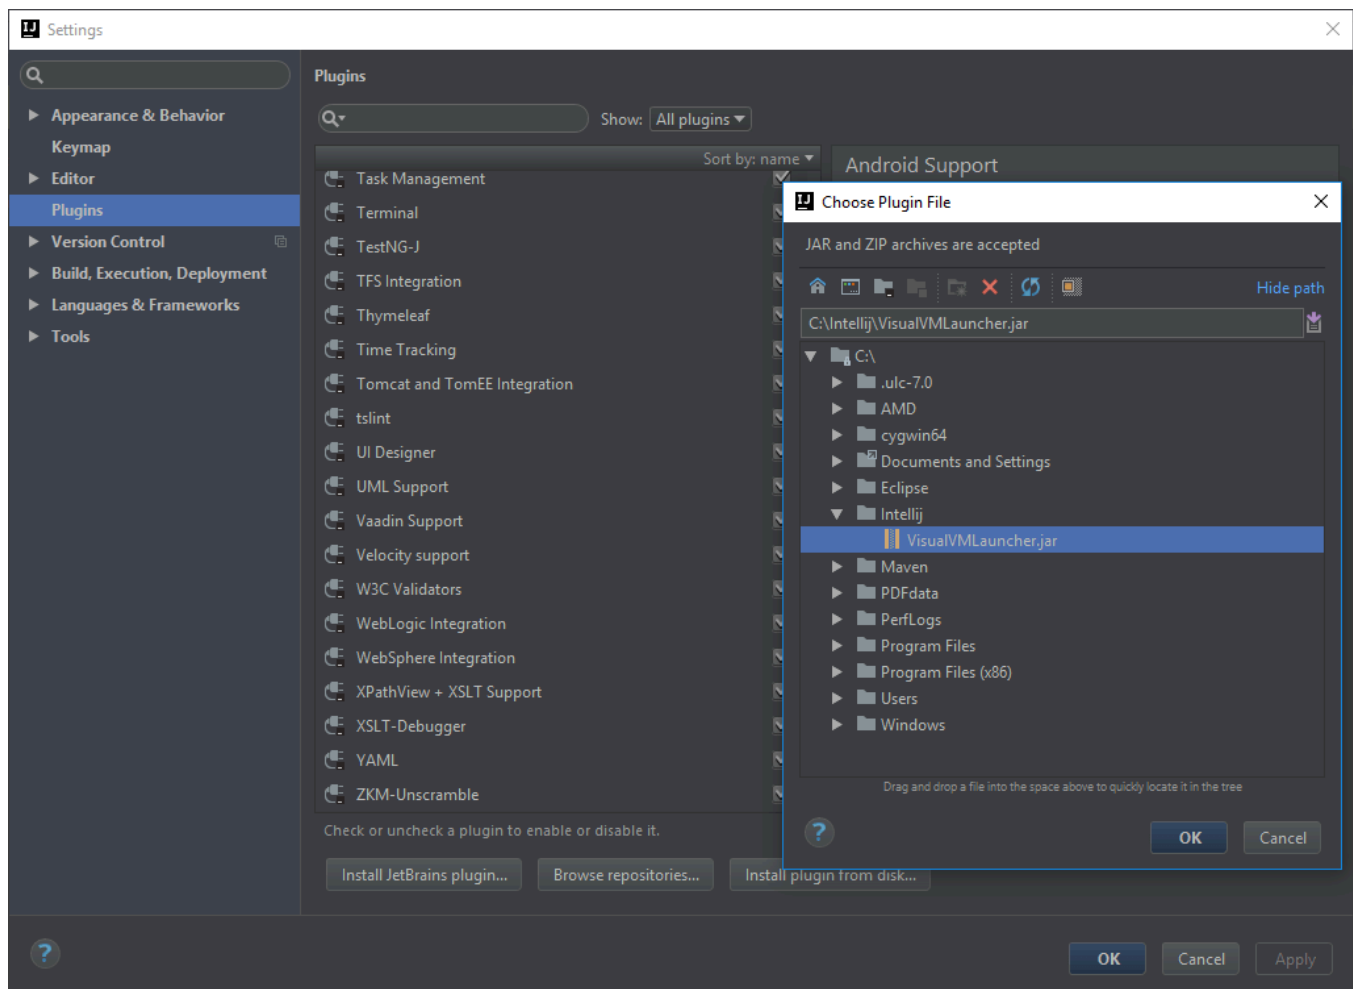 Settings
Appearance & Behavior
Keymap
Editor
Plugins
Version Control
Build, Execution, Deployment
Languages & Frameworks
Tools
Plugins
Show: All plugins
Sort by: name
Task Management
Terminal
TestNG-J
TFS Integration
Thymeleaf
Time Tracking
Tomcat and TomEE Integration
tslint
UI Designer
UML Support
Vaadin Support
Velocity support
W3C Validators
WebLogic Integration
WebSphere Integration
XPathView + XSLT Support
XSLT-Debugger
YAML
ZKM-Unscramble
Check or uncheck a plugin to enable or disable it.
Install JetBrains plugin...
Browse repositories...
Install plugin from disk...
Android Support
IJ Choose Plugin File
JAR and ZIP archives are accepted
Hide path
C:\Intellij\VisualVMLauncher.jar
C:\
.ulc-7.0
AMD
cygwin64
Documents and Settings
Eclipse
Intellij
VisualVMLauncher.jar
Maven
PDFdata
PerfLogs
Program Files
Program Files (x86)
Users
Windows
Drag and drop a file into the space above to quickly locate it in the tree
?
OK
Cancel
?
OK
Cancel
Apply